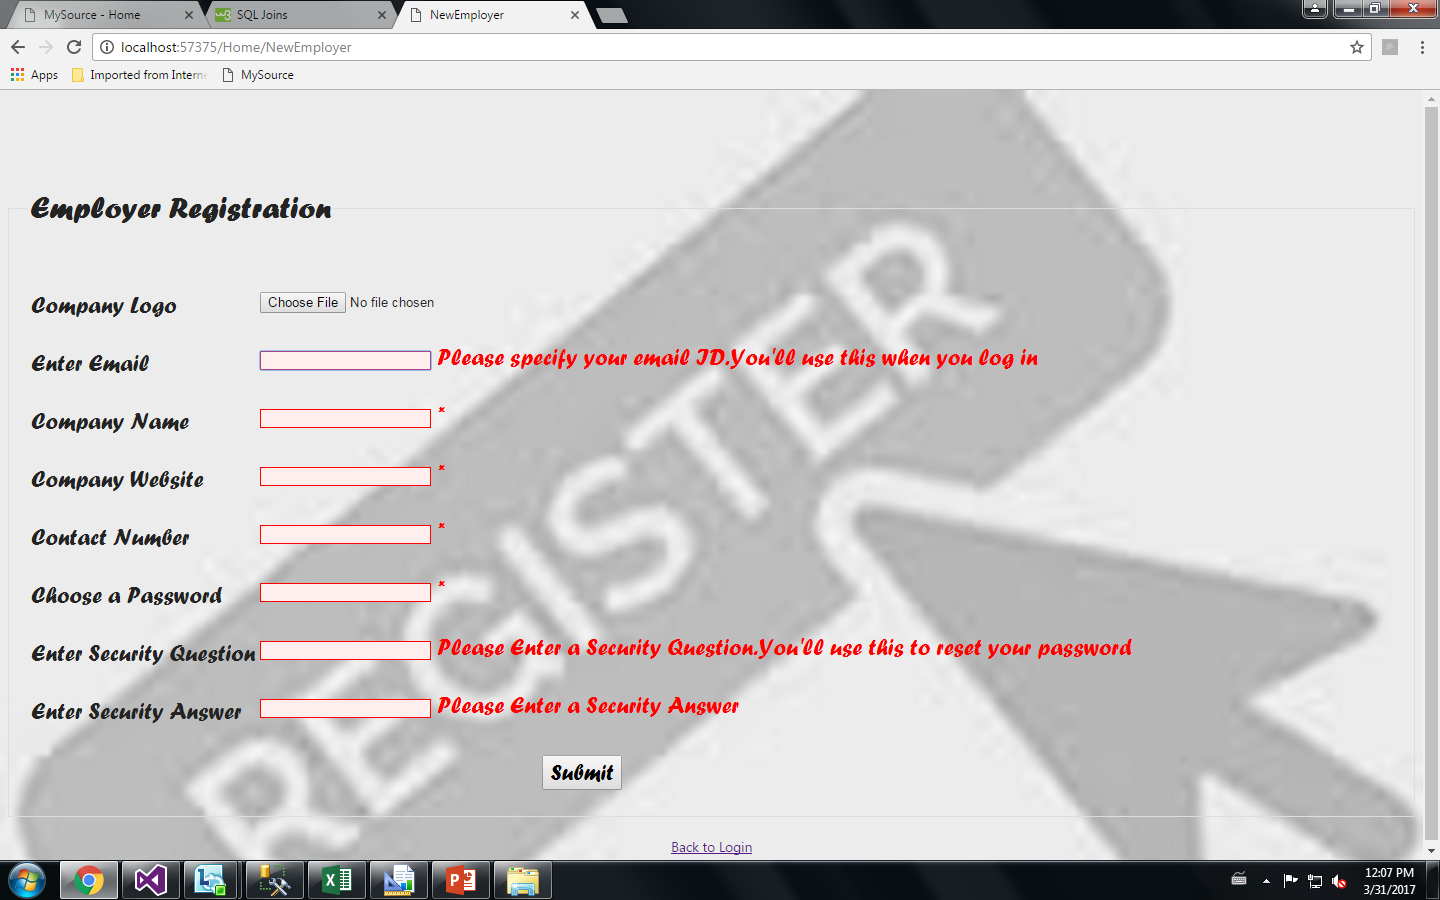 MySource - Home
SQL Joins
NewEmployer
localhost:57375/Home/NewEmployer
Apps
Imported from Intern
MySource
Employer Registration
Company Logo Choose File No file chosen
Enter Email Please specify your email ID.You'll use this when you log in
Company Name *
Company Website *
Contact Number *
Choose a Password *
Enter Security Question Please Enter a Security Question.You'll use this to reset your password
Enter Security Answer Please Enter a Security Answer
Submit
REGISTER
Back to Login
12:07 PM
3/31/2017